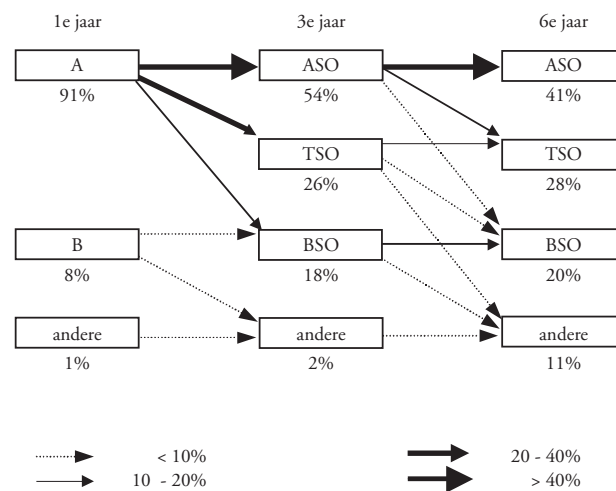 1e jaar 3e jaar 6e jaar
A ASO ASO
91% 54% 41%
TSO TSO
26% 28%
B BSO BSO
8% 18% 20%
andere andere andere
1% 2% 11%
< 10% 20 - 40%
10 - 20% > 40%